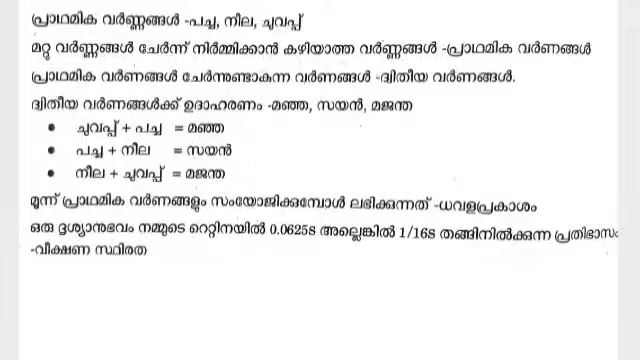 പ്രാഥമിക വർണ്ണങ്ങൾ -പച്ച, നീല, ചുവപ്പ്
മറ്റു വർണ്ണങ്ങൾ ചേർന്ന് നിർമ്മിക്കാൻ കഴിയാത്ത വർണ്ണങ്ങൾ -പ്രാഥമിക വർണങ്ങൾ
പ്രാഥമിക വർണങ്ങൾ ചേർന്നുണ്ടാകുന്ന വർണങ്ങൾ -ദ്വിതീയ വർണങ്ങൾ.
ദ്വിതീയ വർണങ്ങൾക്ക് ഉദാഹരണം -മഞ്ഞ, സയൻ, മജന്ത
• ചുവപ്പ് + പച്ച = മഞ്ഞ
• പച്ച + നീല = സയൻ
• നീല + ചുവപ്പ് = മജന്ത
മൂന്ന് പ്രാഥമിക വർണങ്ങളും സംയോജിക്കുമ്പോൾ ലഭിക്കുന്നത് -ധവളപ്രകാശം
ഒരു ദൃശ്യാനുഭവം നമ്മുടെ റെറ്റിനയിൽ 0.0625s അല്ലെങ്കിൽ 1/16s തങ്ങിനിൽക്കുന്ന പ്രതിഭാസം
-വീക്ഷണ സ്ഥിരത